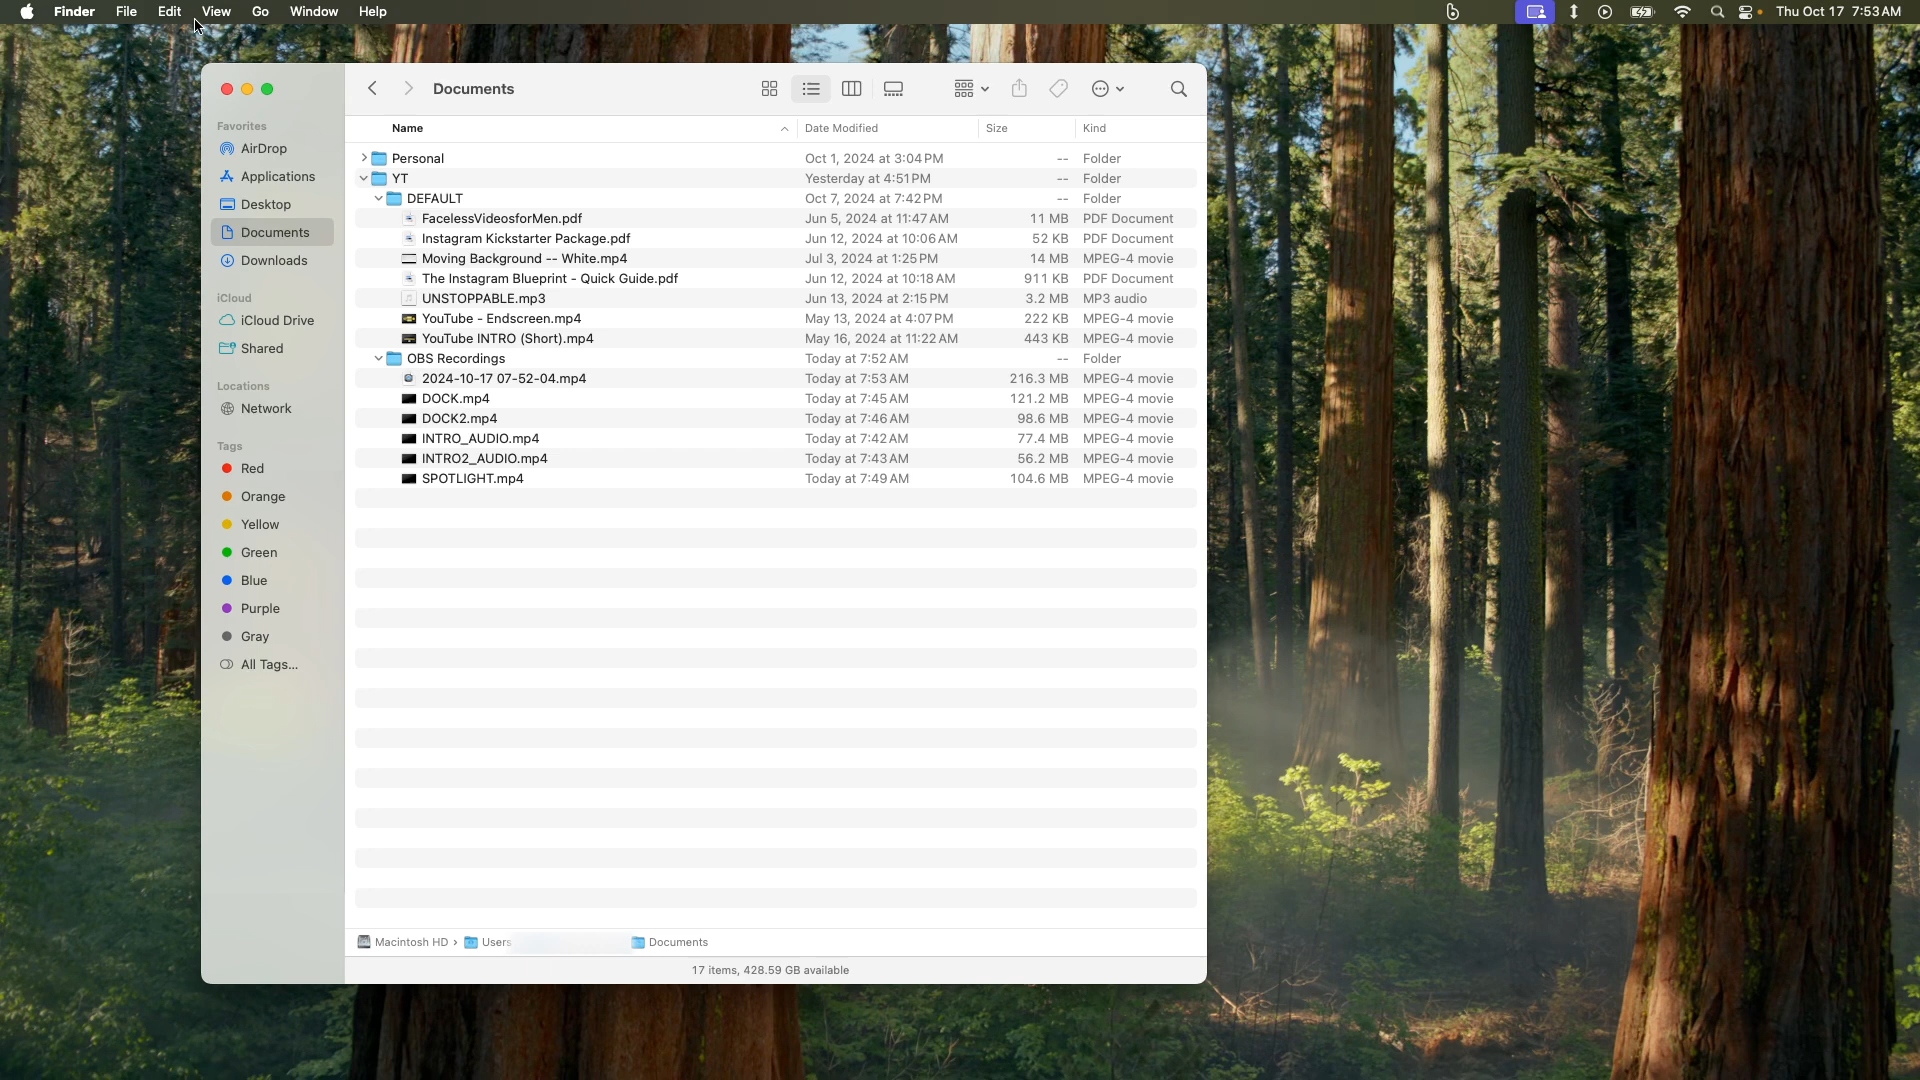 Finder File Edit View Go Window Help Thu Oct 17 7:53 AM
Documents
Name Date Modified Size Kind
Favorites
AirDrop
Applications
Desktop
Documents
Downloads
iCloud
iCloud Drive
Shared
Locations
Network
Tags
Red
Orange
Yellow
Green
Blue
Purple
Gray
All Tags...
Personal Oct 1, 2024 at 3:04 PM -- Folder
YT Yesterday at 4:51 PM -- Folder
DEFAULT Oct 7, 2024 at 7:42 PM -- Folder
FacelessVideosforMen.pdf Jun 5, 2024 at 11:47 AM 11 MB PDF Document
Instagram Kickstarter Package.pdf Jun 12, 2024 at 10:06 AM 52 KB PDF Document
Moving Background -- White.mp4 Jul 3, 2024 at 1:25 PM 14 MB MPEG-4 movie
The Instagram Blueprint - Quick Guide.pdf Jun 12, 2024 at 10:18 AM 911 KB PDF Document
UNSTOPPABLE.mp3 Jun 13, 2024 at 2:15 PM 3.2 MB MP3 audio
YouTube - Endscreen.mp4 May 13, 2024 at 4:07 PM 222 KB MPEG-4 movie
YouTube INTRO (Short).mp4 May 16, 2024 at 11:22 AM 443 KB MPEG-4 movie
OBS Recordings Today at 7:52 AM -- Folder
2024-10-17 07-52-04.mp4 Today at 7:53 AM 216.3 MB MPEG-4 movie
DOCK.mp4 Today at 7:45 AM 121.2 MB MPEG-4 movie
DOCK2.mp4 Today at 7:46 AM 98.6 MB MPEG-4 movie
INTRO_AUDIO.mp4 Today at 7:42 AM 77.4 MB MPEG-4 movie
INTRO2_AUDIO.mp4 Today at 7:43 AM 56.2 MB MPEG-4 movie
SPOTLIGHT.mp4 Today at 7:49 AM 104.6 MB MPEG-4 movie
Macintosh HD › Users Documents
17 items, 428.59 GB available